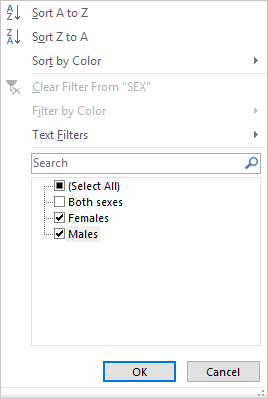 Sort A to Z
Sort Z to A
Sort by Color
Clear Filter From "SEX"
Filter by Color
Text Filters
Search
(Select All)
Both sexes
Females
Males
OK Cancel